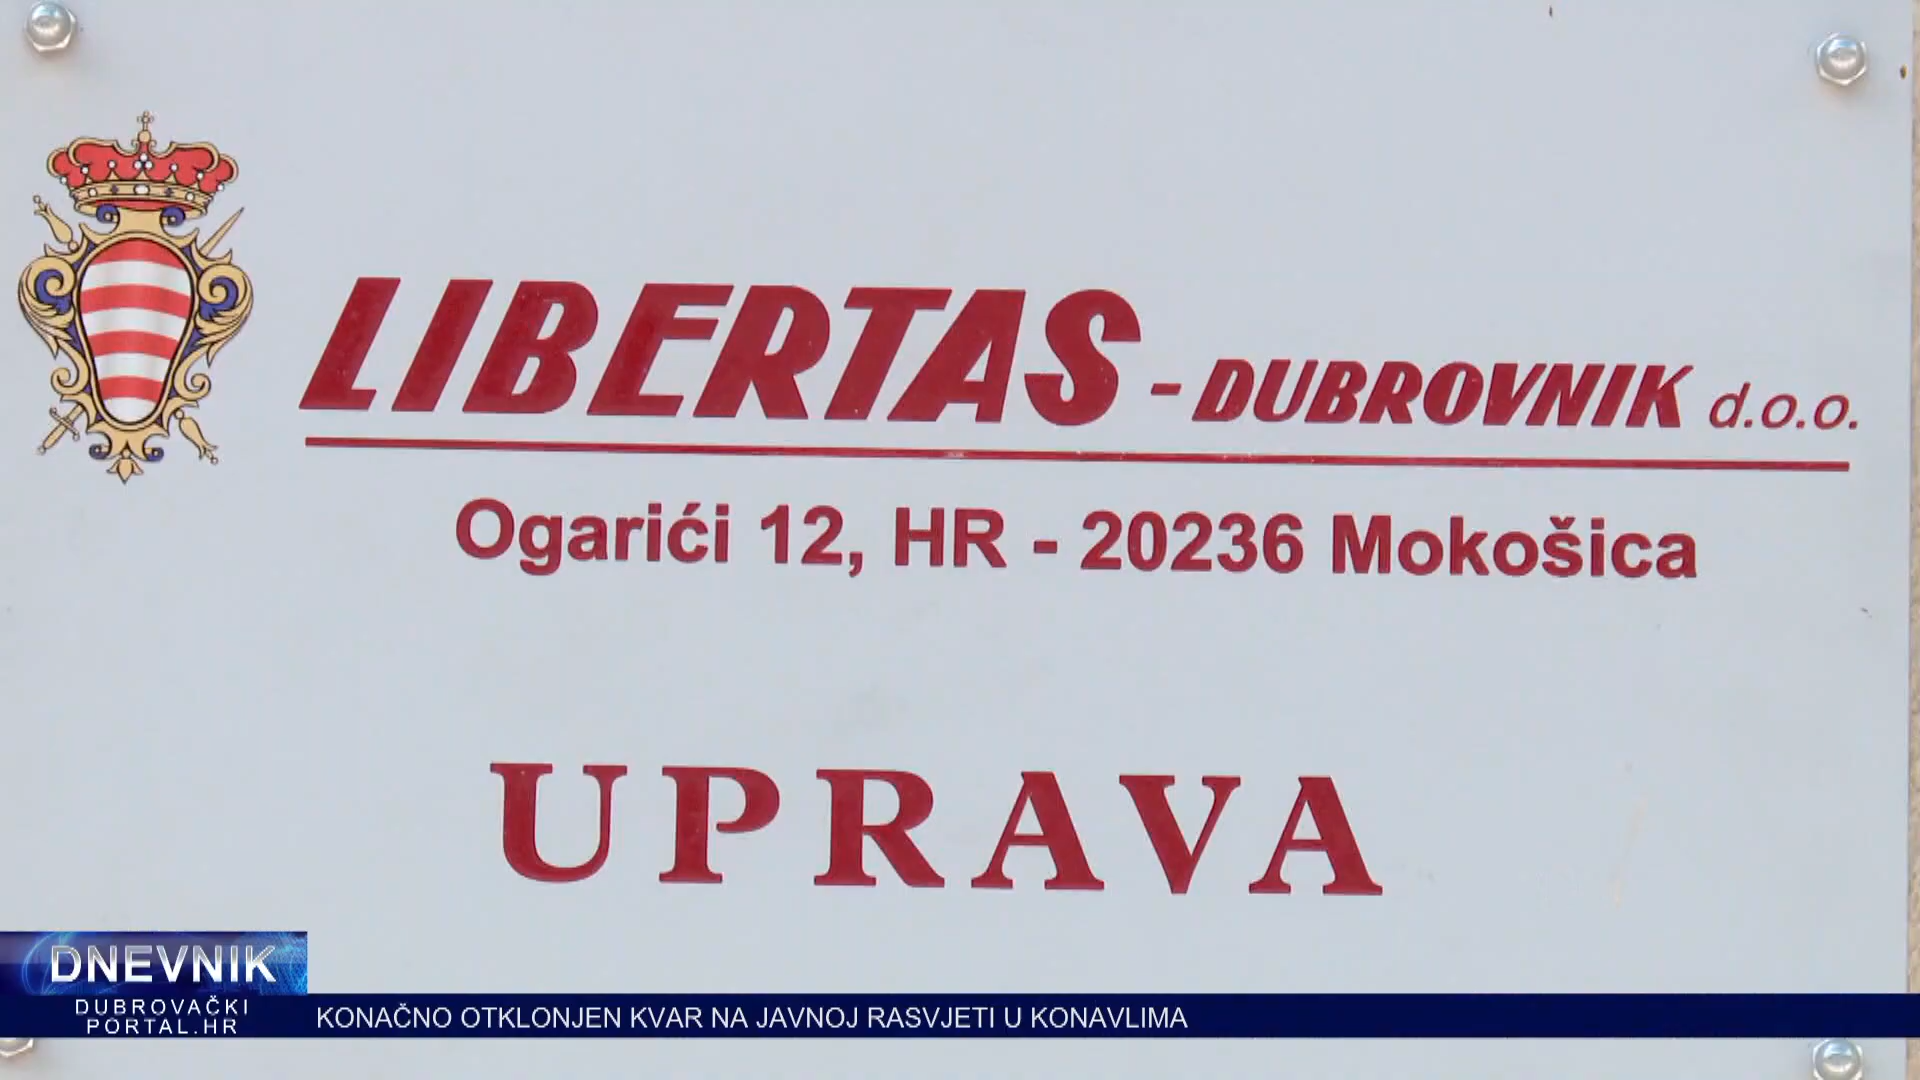 LIBERTAS - DUBROVNIK d.o.o.
Ogarići 12, HR - 20236 Mokošica
UPRAVA
DNEVNIK
DUBROVAČKI
PORTAL.HR
KONAČNO OTKLONJEN KVAR NA JAVNOJ RASVJETI U KONAVLIMA